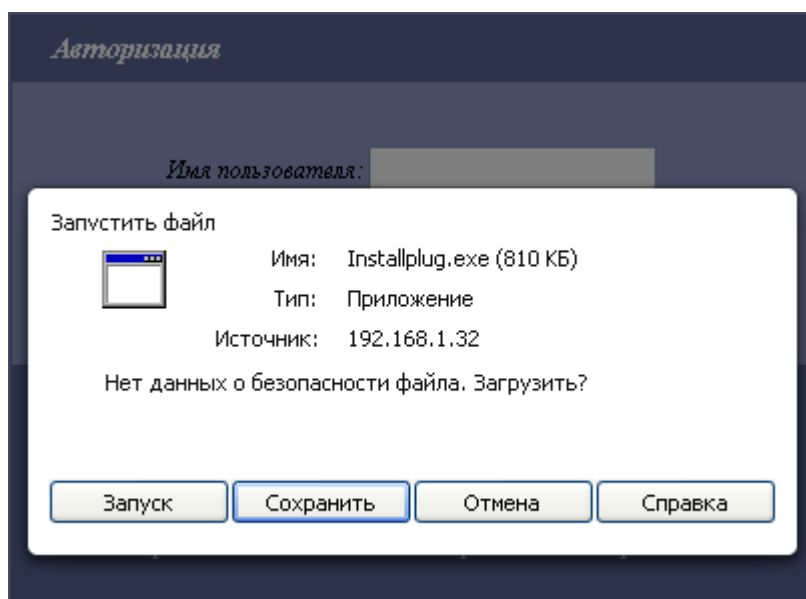 Авторизация
Имя пользователя:
Запустить файл
Имя: Installplug.exe (810 КБ)
Тип: Приложение
Источник: 192.168.1.32
Нет данных о безопасности файла. Загрузить?
Запуск Сохранить Отмена Справка